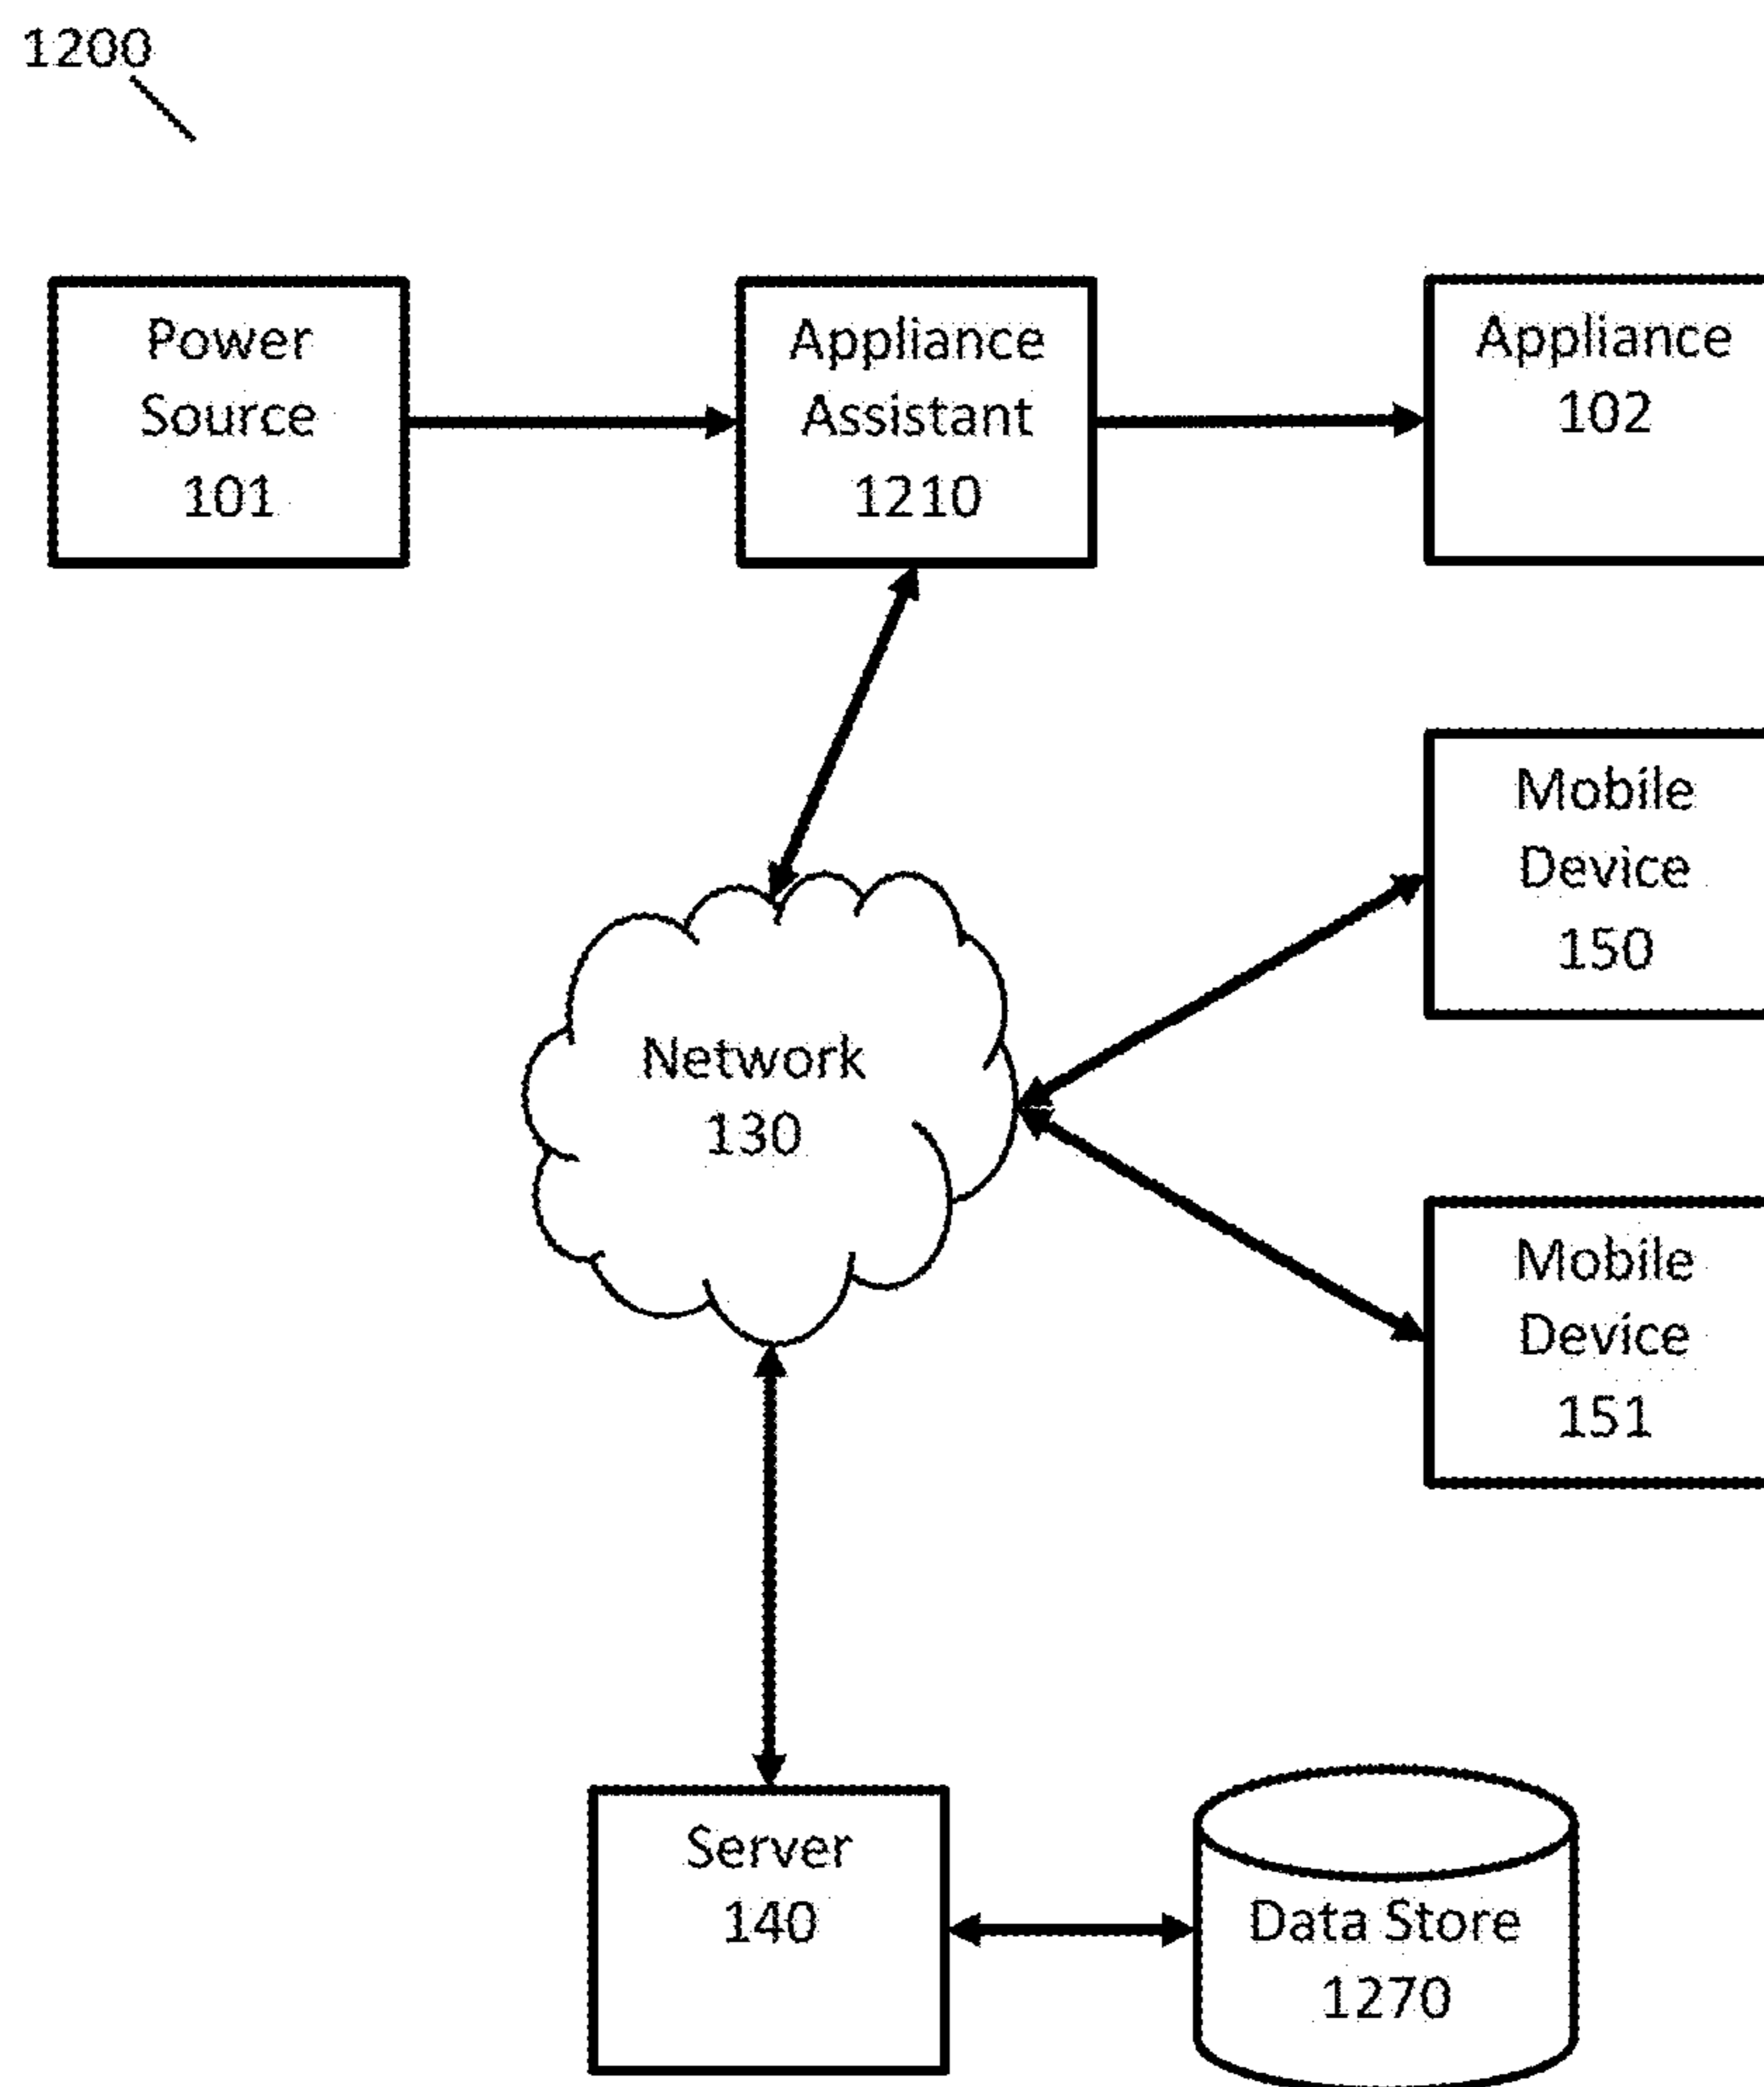 1200
Power
Source
101
Appliance
Assistant
1210
Appliance
102
Mobile
Device
150
Network
130
Mobile
Device
151
Server
140
Data Store
1270